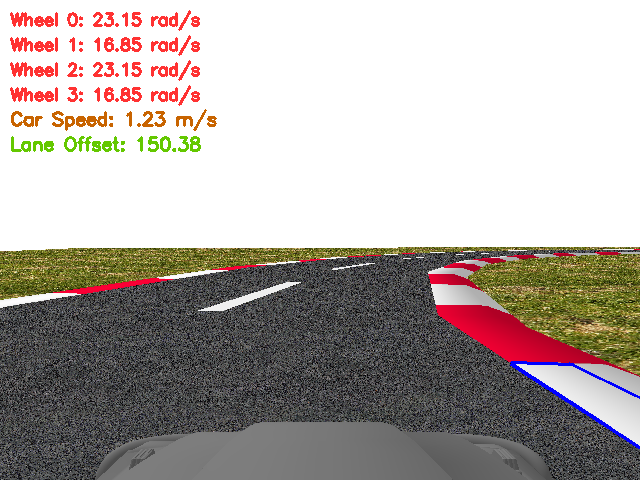 Wheel 0: 23.15 rad/s
Wheel 1: 16.85 rad/s
Wheel 2: 23.15 rad/s
Wheel 3: 16.85 rad/s
Car Speed: 1.23 m/s
Lane Offset: 150.38